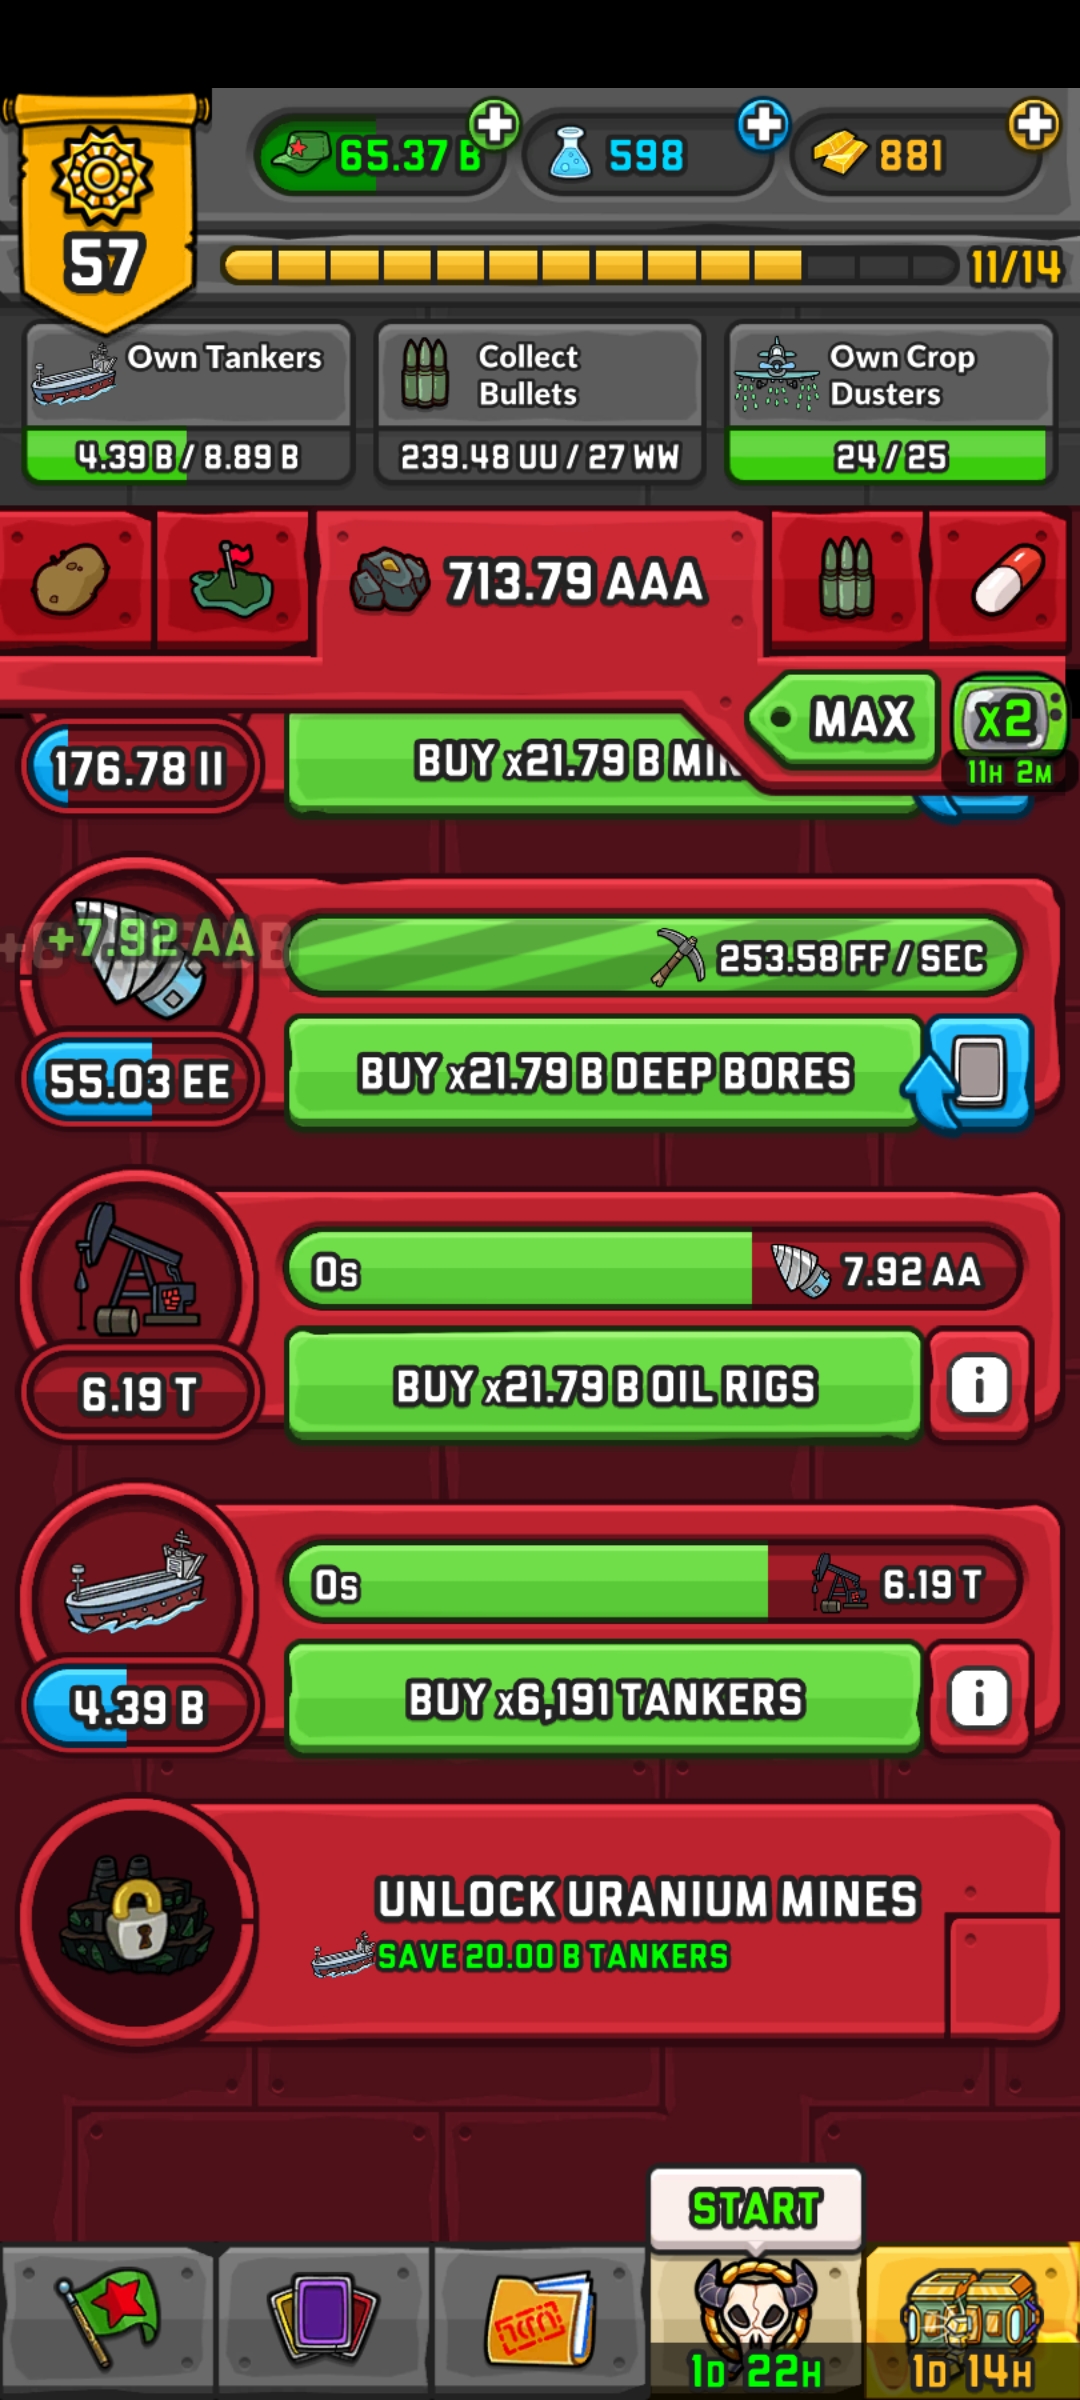 65.37 B
598
881
57
11/14
Own Tankers
4.39 B / 8.89 B
Collect
Bullets
239.48 UU / 27 WW
Own Crop
Dusters
24 / 25
713.79 AAA
MAX
x2
11H 2M
176.78 II
BUY x21.79 B
+7.92 AA
253.58 FF / SEC
55.03 EE
BUY x21.79 B DEEP BORES
0s
7.92 AA
6.19 T
BUY x21.79 B OIL RIGS
i
0s
6.19 T
4.39 B
BUY x6,191 TANKERS
i
UNLOCK URANIUM MINES
SAVE 20.00 B TANKERS
START
1D 22H
1D 14H